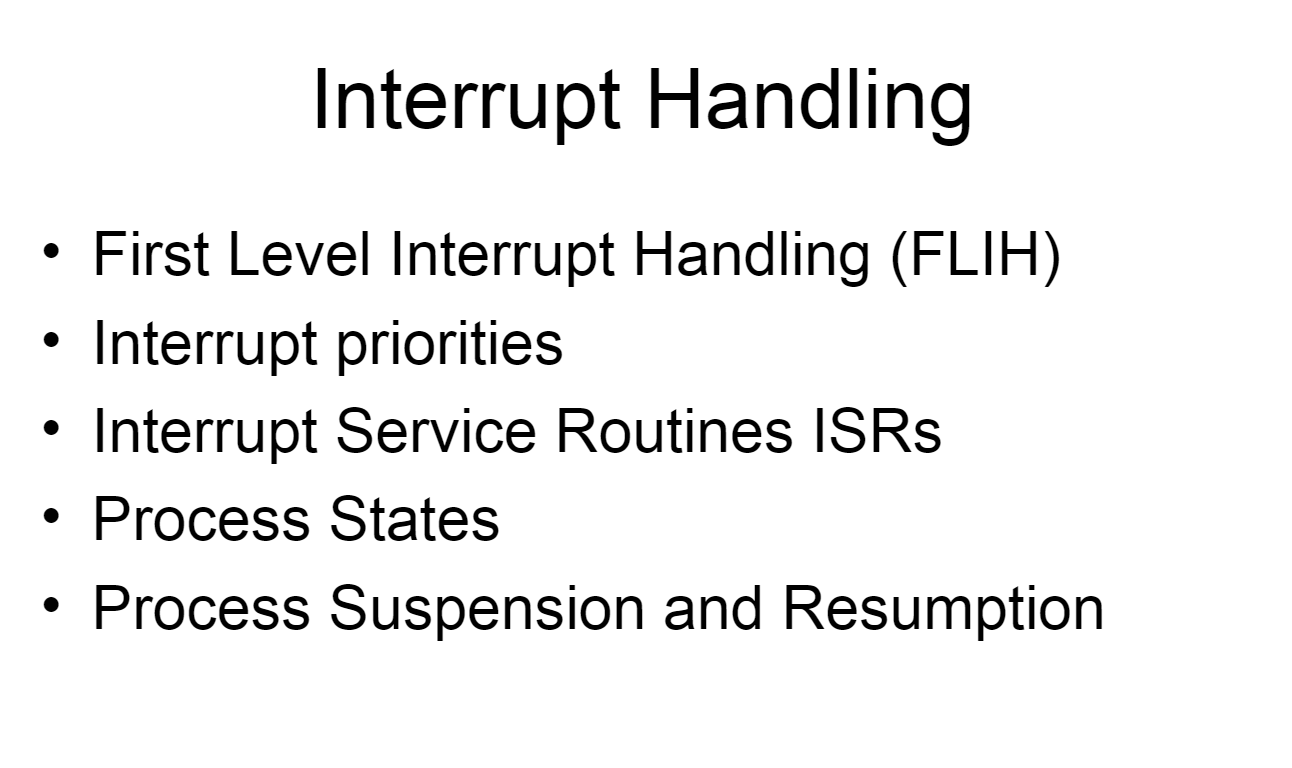 Interrupt Handling
• First Level Interrupt Handling (FLIH)
• Interrupt priorities
• Interrupt Service Routines ISRs
• Process States
• Process Suspension and Resumption